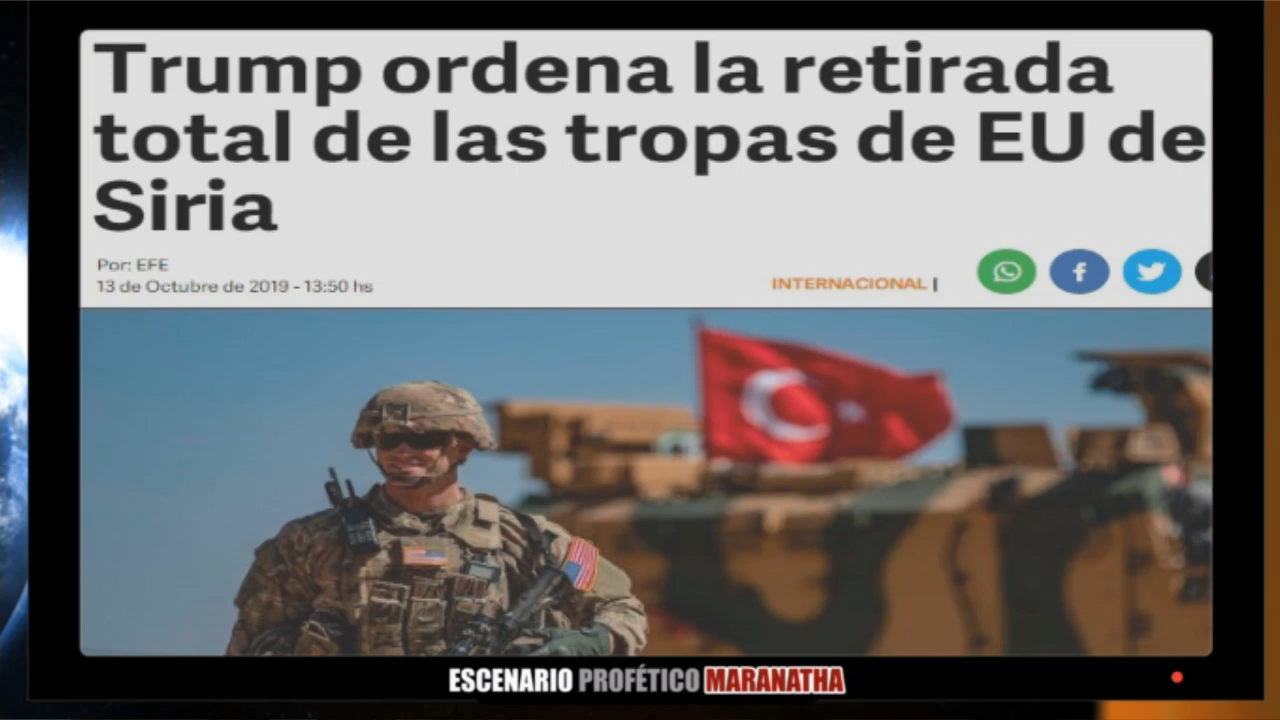 Trump ordena la retirada
total de las tropas de EU de
Siria
Por: EFE
13 de Octubre de 2019 - 13:50 hs
INTERNACIONAL |
ESCENARIO PROFÉTICO MARANATHA